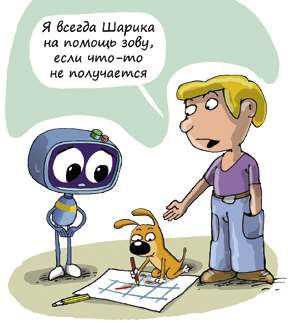 Я всегда Шарика
на помощь зову,
если что-то
не получается